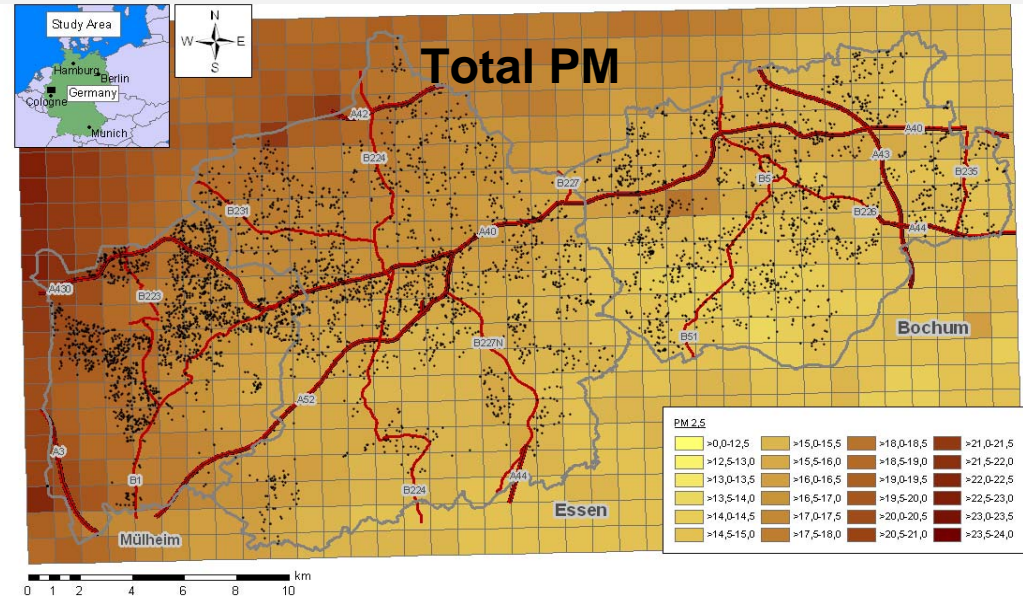 Study Area
Hamburg
Berlin
Germany
Cologne
Munich
N
W E
S
Total PM
A42
B224
B231
B227
A40
A40
A43
B235
B5
B226
A44
A430
B223
B51
B227N
A52
A3
B1
B224
A44
Bochum
Essen
Mülheim
PM 2,5
>0,0-12,5 >15,0-15,5 >18,0-18,5 >21,0-21,5
>12,5-13,0 >15,5-16,0 >18,5-19,0 >21,5-22,0
>13,0-13,5 >16,0-16,5 >19,0-19,5 >22,0-22,5
>13,5-14,0 >16,5-17,0 >19,5-20,0 >22,5-23,0
>14,0-14,5 >17,0-17,5 >20,0-20,5 >23,0-23,5
>14,5-15,0 >17,5-18,0 >20,5-21,0 >23,5-24,0
km
0 1 2 4 6 8 10